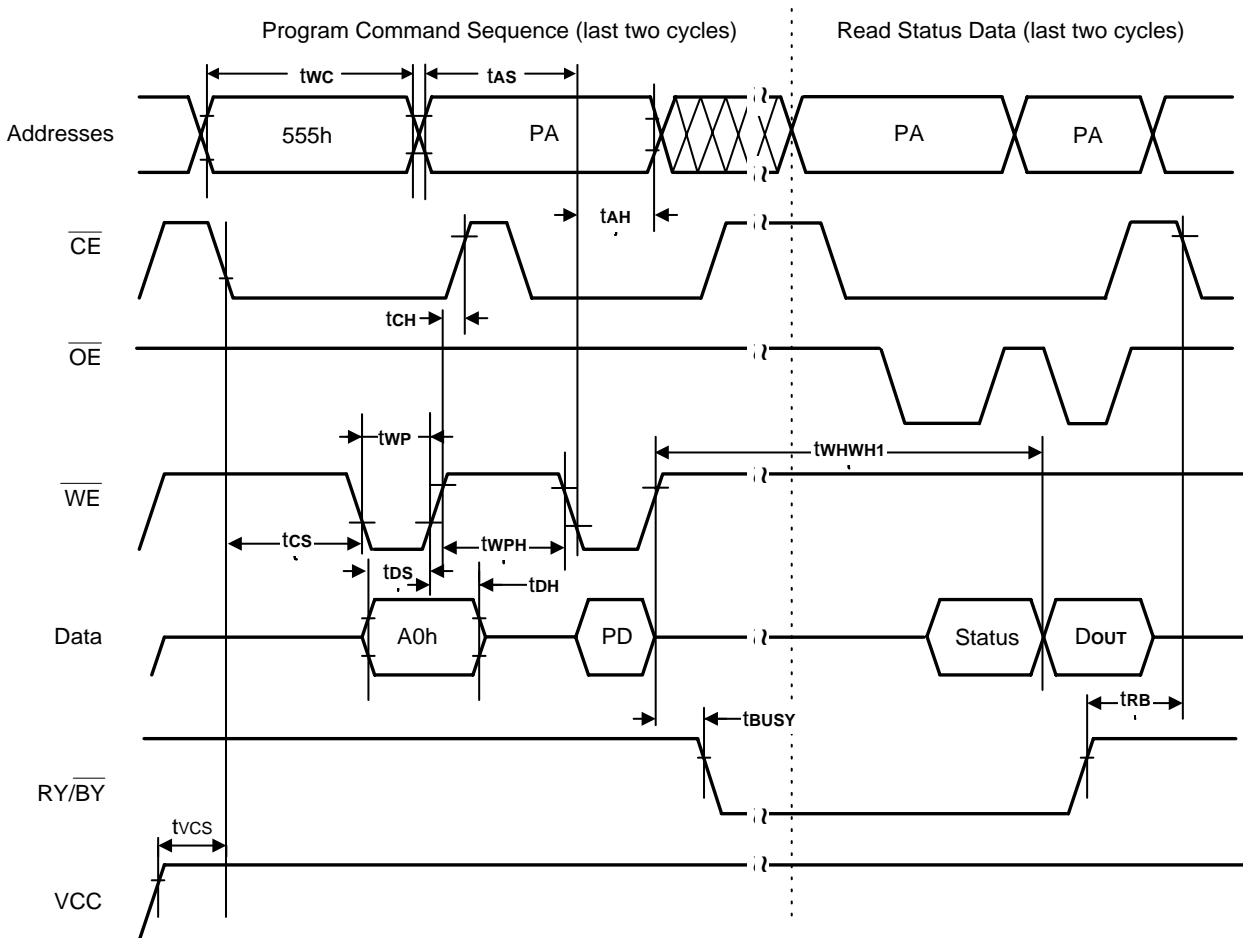 Program Command Sequence (last two cycles) Read Status Data (last two cycles)
tWC tAS
Addresses 555h PA PA PA
tAH
CE
tCH
OE
tWP tWHWH1
WE
tCS tWPH
tDS tDH
Data A0h PD Status DOUT
tBUSY tRB
RY/BY
tVCS
VCC